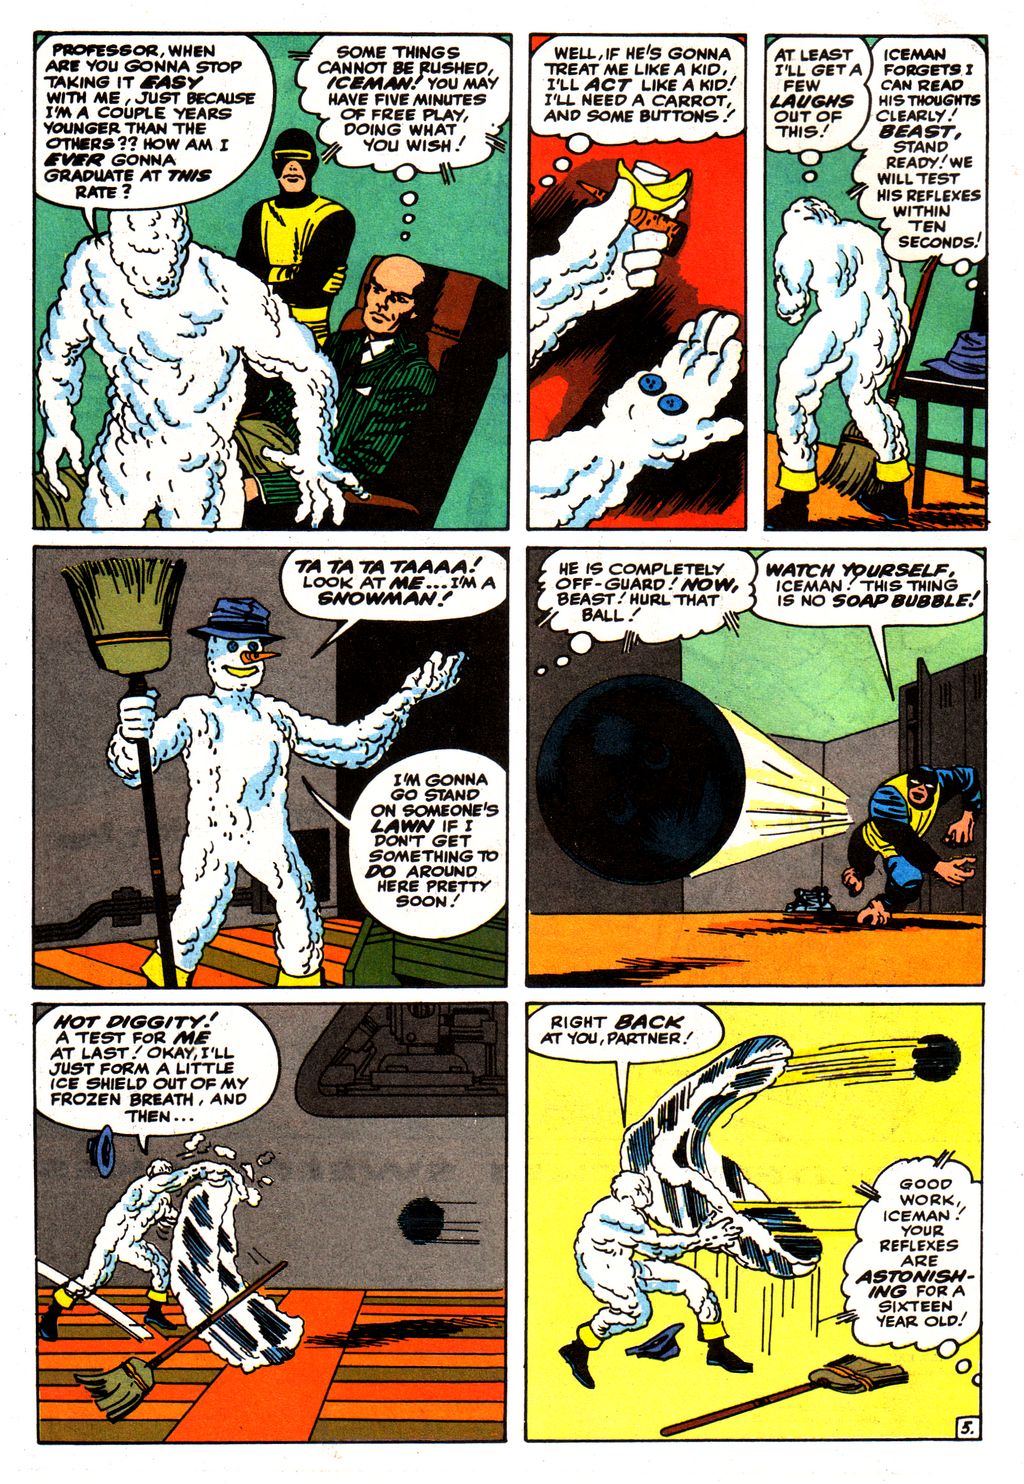 PROFESSOR, WHEN
ARE YOU GONNA STOP
TAKING IT EASY
WITH ME, JUST BECAUSE
I'M A COUPLE YEARS
YOUNGER THAN THE
OTHERS?? HOW AM I
EVER GONNA
GRADUATE AT THIS
RATE?
SOME THINGS
CANNOT BE RUSHED,
ICEMAN! YOU MAY
HAVE FIVE MINUTES
OF FREE PLAY,
DOING WHAT
YOU WISH!
WELL, IF HE'S GONNA
TREAT ME LIKE A KID,
I'LL ACT LIKE A KID!
I'LL NEED A CARROT,
AND SOME BUTTONS!
AT LEAST
I'LL GET A
FEW
LAUGHS
OUT OF
THIS!
ICEMAN
FORGETS I
CAN READ
HIS THOUGHTS
CLEARLY!
BEAST,
STAND
READY! WE
WILL TEST
HIS REFLEXES
WITHIN
TEN
SECONDS!
TA TA TA TAAAA!
LOOK AT ME... I'M A
SNOWMAN!
I'M GONNA
GO STAND
ON SOMEONE'S
LAWN IF I
DON'T GET
SOMETHING TO
DO AROUND
HERE PRETTY
SOON!
HE IS COMPLETELY
OFF-GUARD! NOW,
BEAST! HURL THAT
BALL!
WATCH YOURSELF,
ICEMAN! THIS THING
IS NO SOAP BUBBLE!
HOT DIGGITY!
A TEST FOR ME
AT LAST! OKAY, I'LL
JUST FORM A LITTLE
ICE SHIELD OUT OF MY
FROZEN BREATH, AND
THEN...
RIGHT BACK
AT YOU, PARTNER!
GOOD
WORK,
ICEMAN!
YOUR
REFLEXES
ARE
ASTONISH-
ING FOR A
SIXTEEN
YEAR OLD!
5.